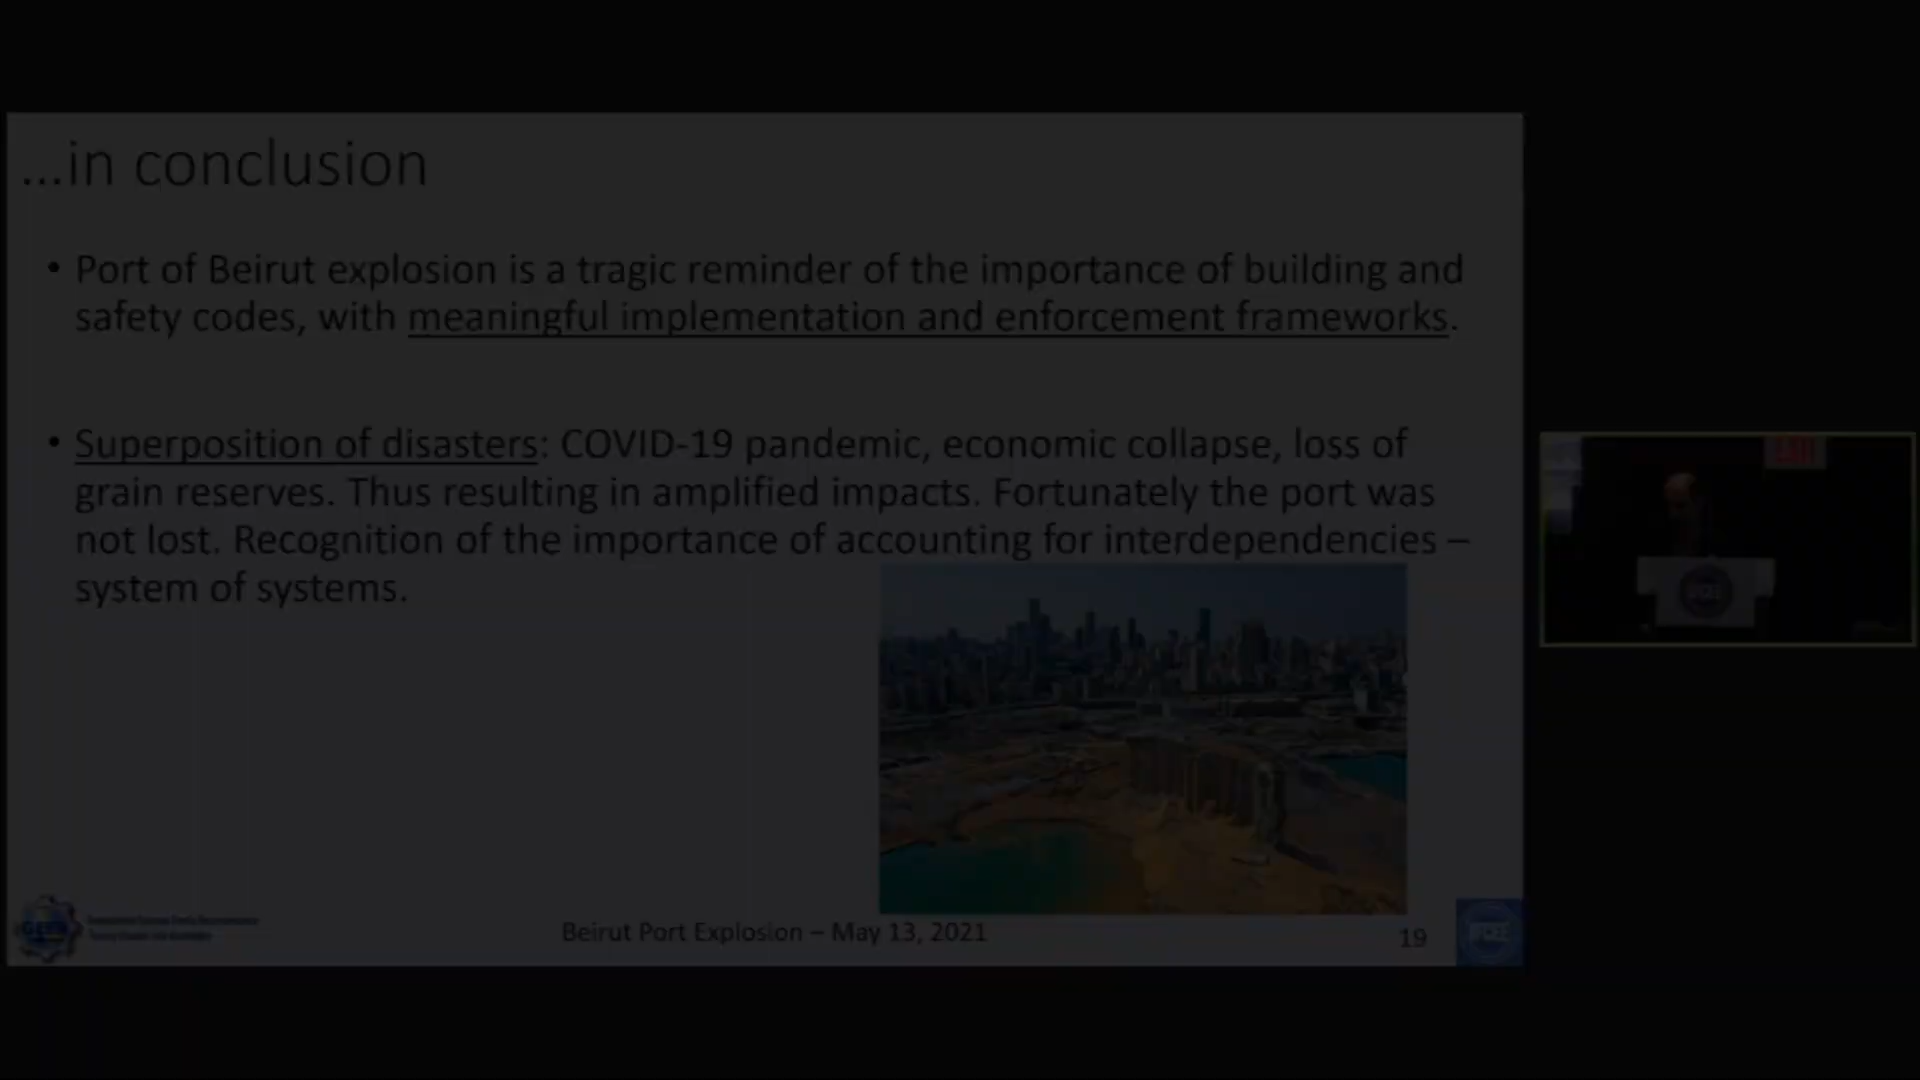 ...in conclusion
• Port of Beirut explosion is a tragic reminder of the importance of building and
safety codes, with meaningful implementation and enforcement frameworks.
• Superposition of disasters: COVID-19 pandemic, economic collapse, loss of
grain reserves. Thus resulting in amplified impacts. Fortunately the port was
not lost. Recognition of the importance of accounting for interdependencies –
system of systems.
Beirut Port Explosion – May 13, 2021
19